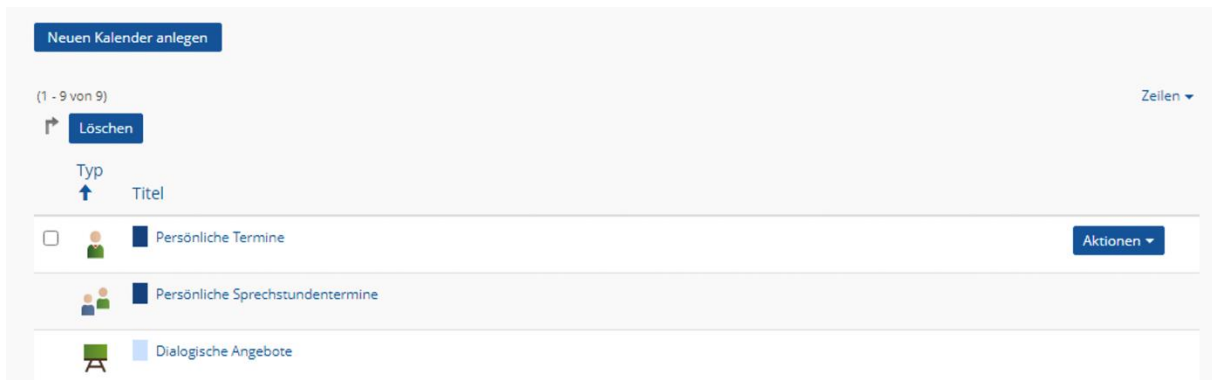 Neuen Kalender anlegen
(1 - 9 von 9)
Zeilen
Löschen
Typ
Titel
Persönliche Termine
Aktionen
Persönliche Sprechstundentermine
Dialogische Angebote